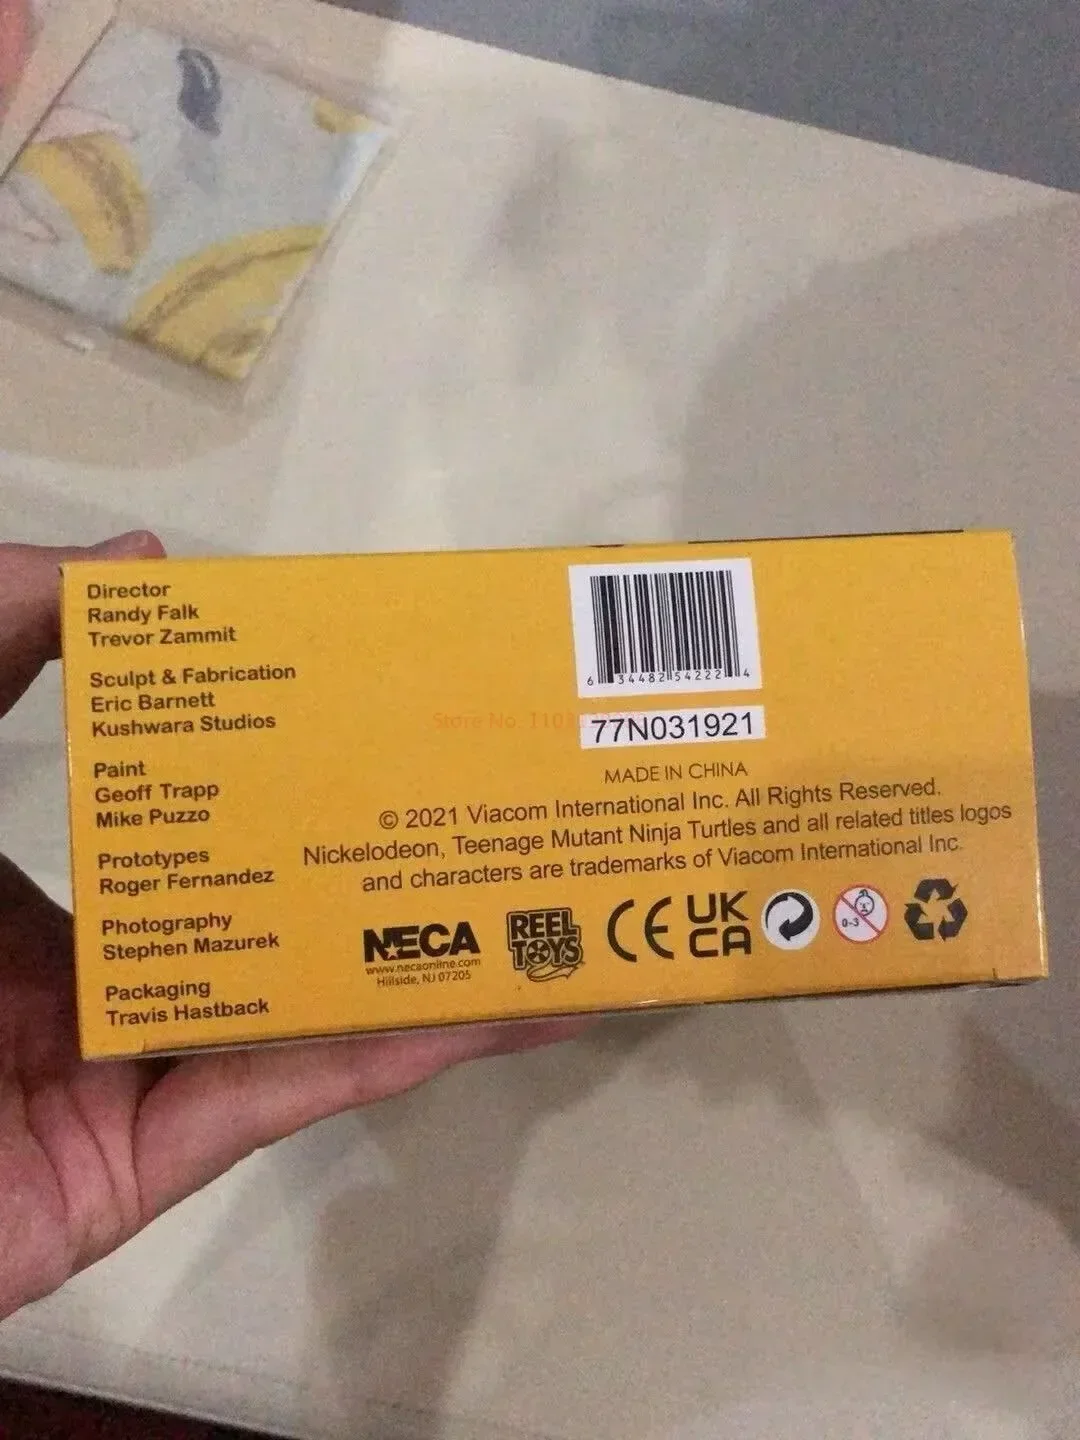 Director
Randy Falk
Trevor Zammit
Sculpt & Fabrication
Eric Barnett
Kushwara Studios
Paint
Geoff Trapp
Mike Puzzo
Prototypes
Roger Fernandez
Photography
Stephen Mazurek
Packaging
Travis Hastback
6 34482 54222 4
Store No.
77N031921
MADE IN CHINA
© 2021 Viacom International Inc. All Rights Reserved.
Nickelodeon, Teenage Mutant Ninja Turtles and all related titles logos
and characters are trademarks of Viacom International Inc.
NECA
www.necaonline.com
Hillside, NJ 07205
REEL
TOYS
CE
UK
CA
0-3